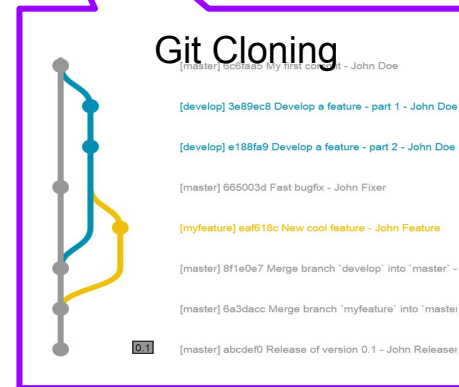 Git Cloning
[master] 6c6faa5 My first commit - John Doe
[develop] 3e89ec8 Develop a feature - part 1 - John Doe
[develop] e188fa9 Develop a feature - part 2 - John Doe
[master] 665003d Fast bugfix - John Fixer
[myfeature] eaf618c New cool feature - John Feature
[master] 8f1e0e7 Merge branch `develop` into `master` -
[master] 6a3dacc Merge branch `myfeature` into `master
0.1 [master] abcdef0 Release of version 0.1 - John Releaser